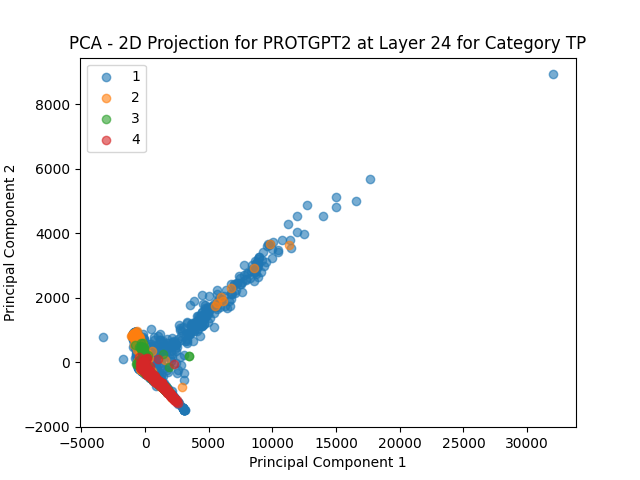 PCA - 2D Projection for PROTGPT2 at Layer 24 for Category TP
1
2
3
4
Principal Component 2
8000
6000
4000
2000
0
−2000
−5000 0 5000 10000 15000 20000 25000 30000
Principal Component 1